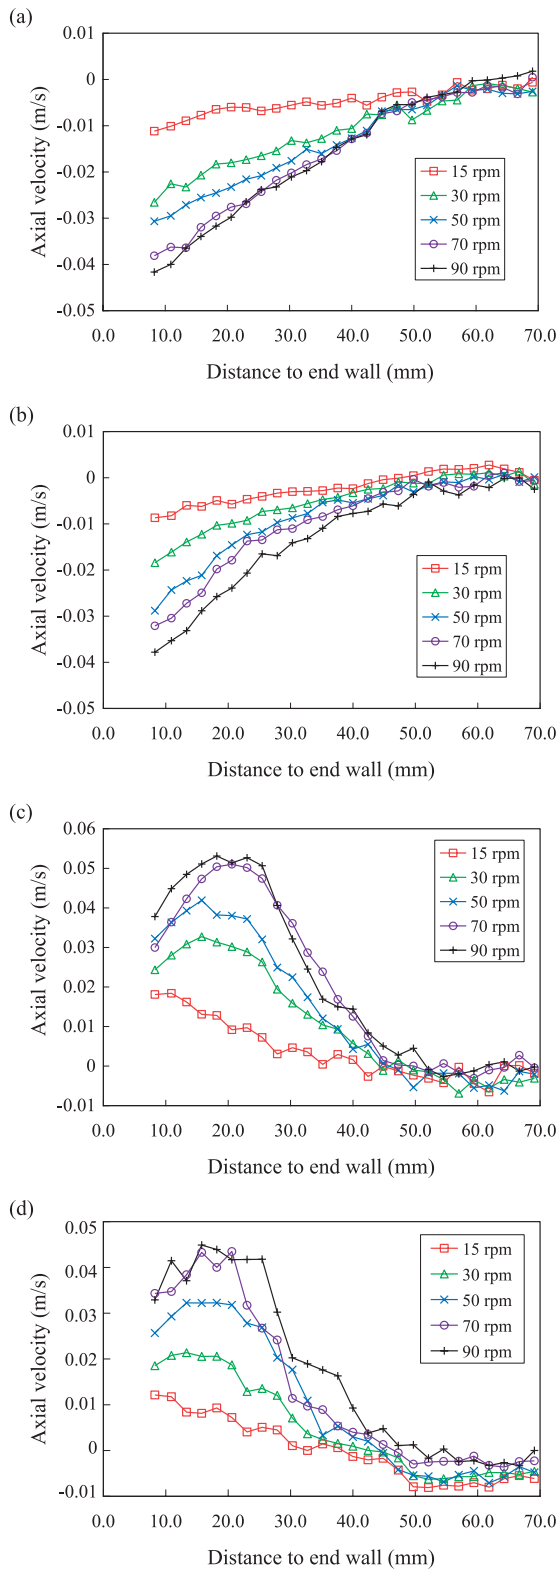 (a)
0.01
0
-0.01
-0.02
-0.03
-0.04
-0.05
Axial velocity (m/s)
15 rpm
30 rpm
50 rpm
70 rpm
90 rpm
0.0 10.0 20.0 30.0 40.0 50.0 60.0 70.0
Distance to end wall (mm)
(b)
0.01
0
-0.01
-0.02
-0.03
-0.04
-0.05
Axial velocity (m/s)
15 rpm
30 rpm
50 rpm
70 rpm
90 rpm
0.0 10.0 20.0 30.0 40.0 50.0 60.0 70.0
Distance to end wall (mm)
(c)
0.06
0.05
0.04
0.03
0.02
0.01
0
-0.01
Axial velocity (m/s)
15 rpm
30 rpm
50 rpm
70 rpm
90 rpm
0.0 10.0 20.0 30.0 40.0 50.0 60.0 70.0
Distance to end wall (mm)
(d)
0.05
0.04
0.03
0.02
0.01
0
-0.01
Axial velocity (m/s)
15 rpm
30 rpm
50 rpm
70 rpm
90 rpm
0.0 10.0 20.0 30.0 40.0 50.0 60.0 70.0
Distance to end wall (mm)